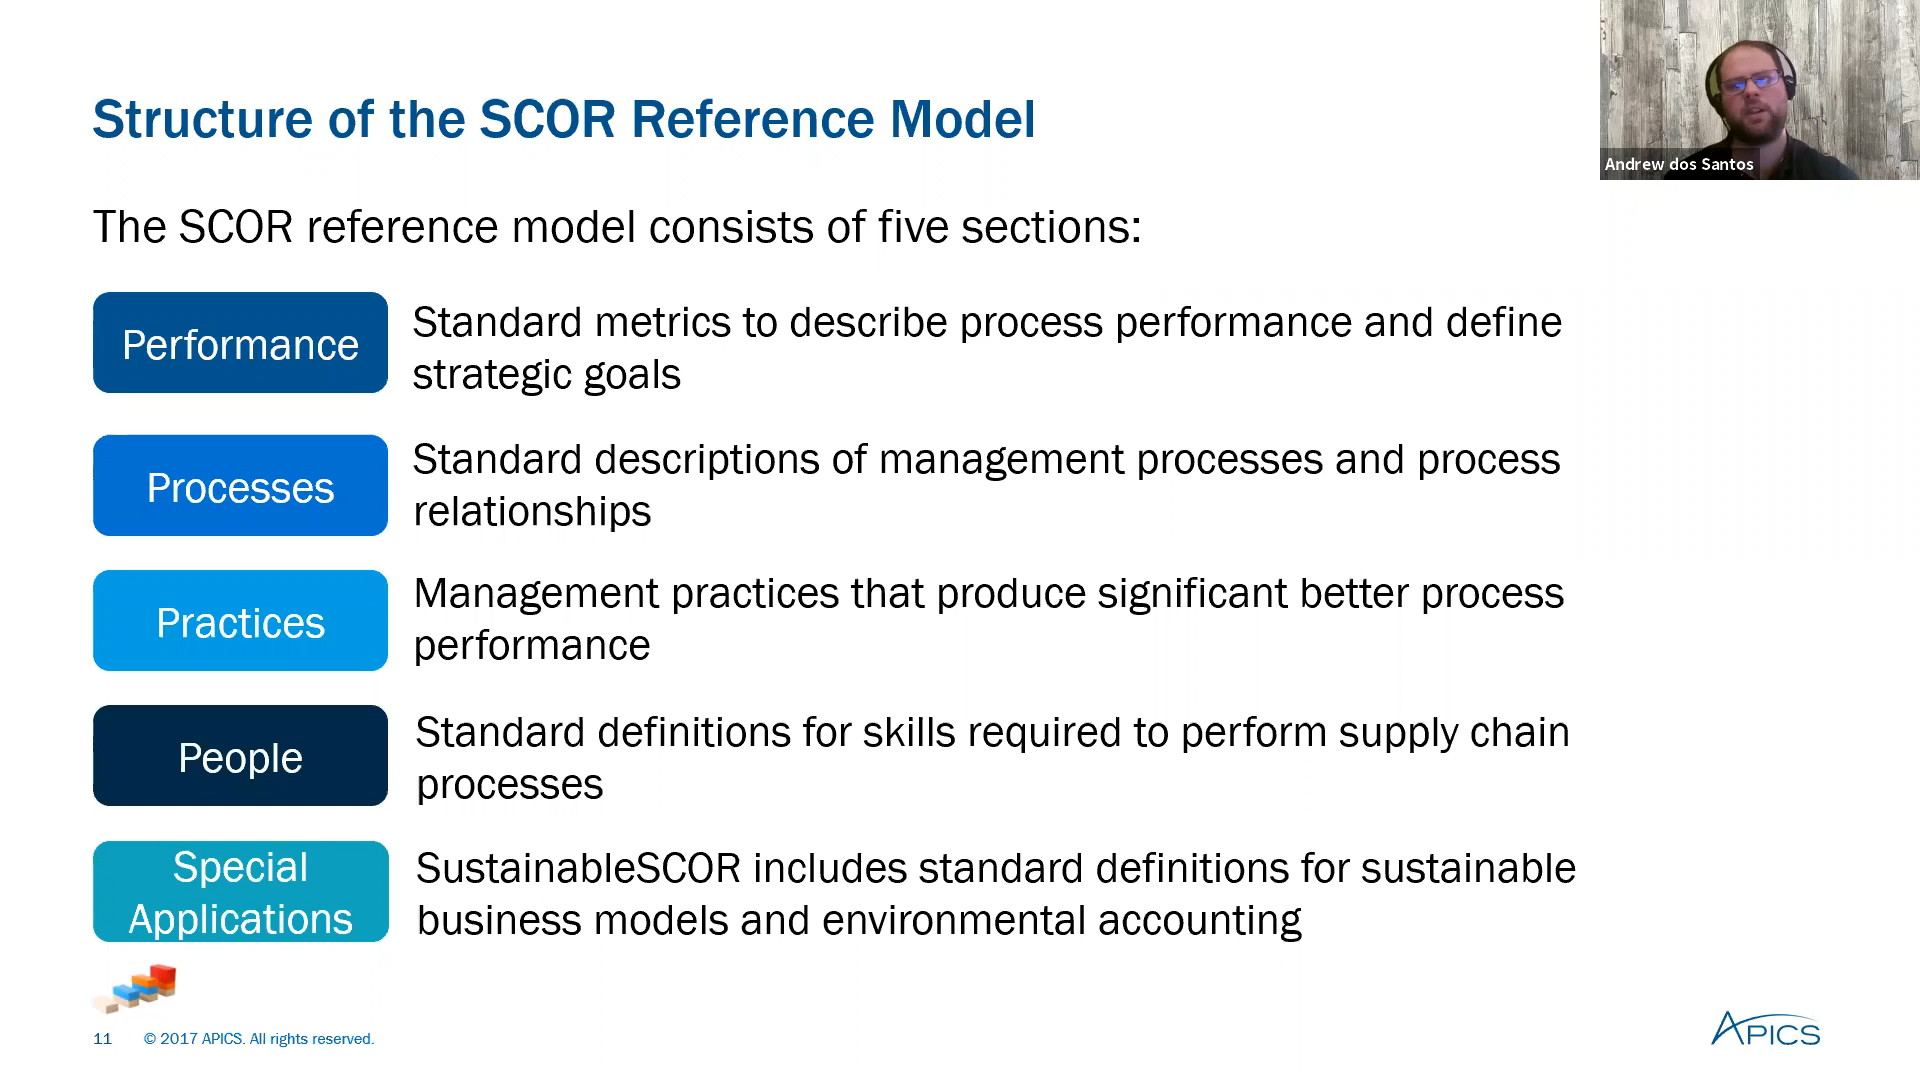 Structure of the SCOR Reference Model
Andrew dos Santos
The SCOR reference model consists of five sections:
Performance
Standard metrics to describe process performance and define
strategic goals
Processes
Standard descriptions of management processes and process
relationships
Practices
Management practices that produce significant better process
performance
People
Standard definitions for skills required to perform supply chain
processes
Special
Applications
SustainableSCOR includes standard definitions for sustainable
business models and environmental accounting
11 © 2017 APICS. All rights reserved.
APICS